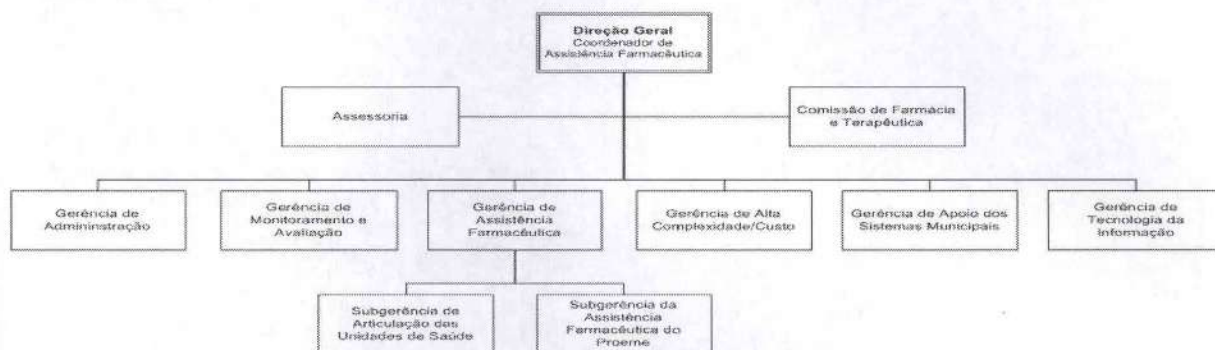 Direção Geral
Coordenador de
Assistência Farmacêutica
Assessoria
Comissão de Farmácia
e Terapêutica
Gerência de
Admininstração
Gerência de
Monitoramento e
Avaliação
Gerência de
Assistência
Farmacêutica
Gerência de Alta
Complexidade/Custo
Gerência de Apoio dos
Sistemas Municipais
Gerência de
Tecnologia da
Informação
Subgerência de
Articulação das
Unidades de Saúde
Subgerência da
Assistência
Farmacêutica do
Proeme